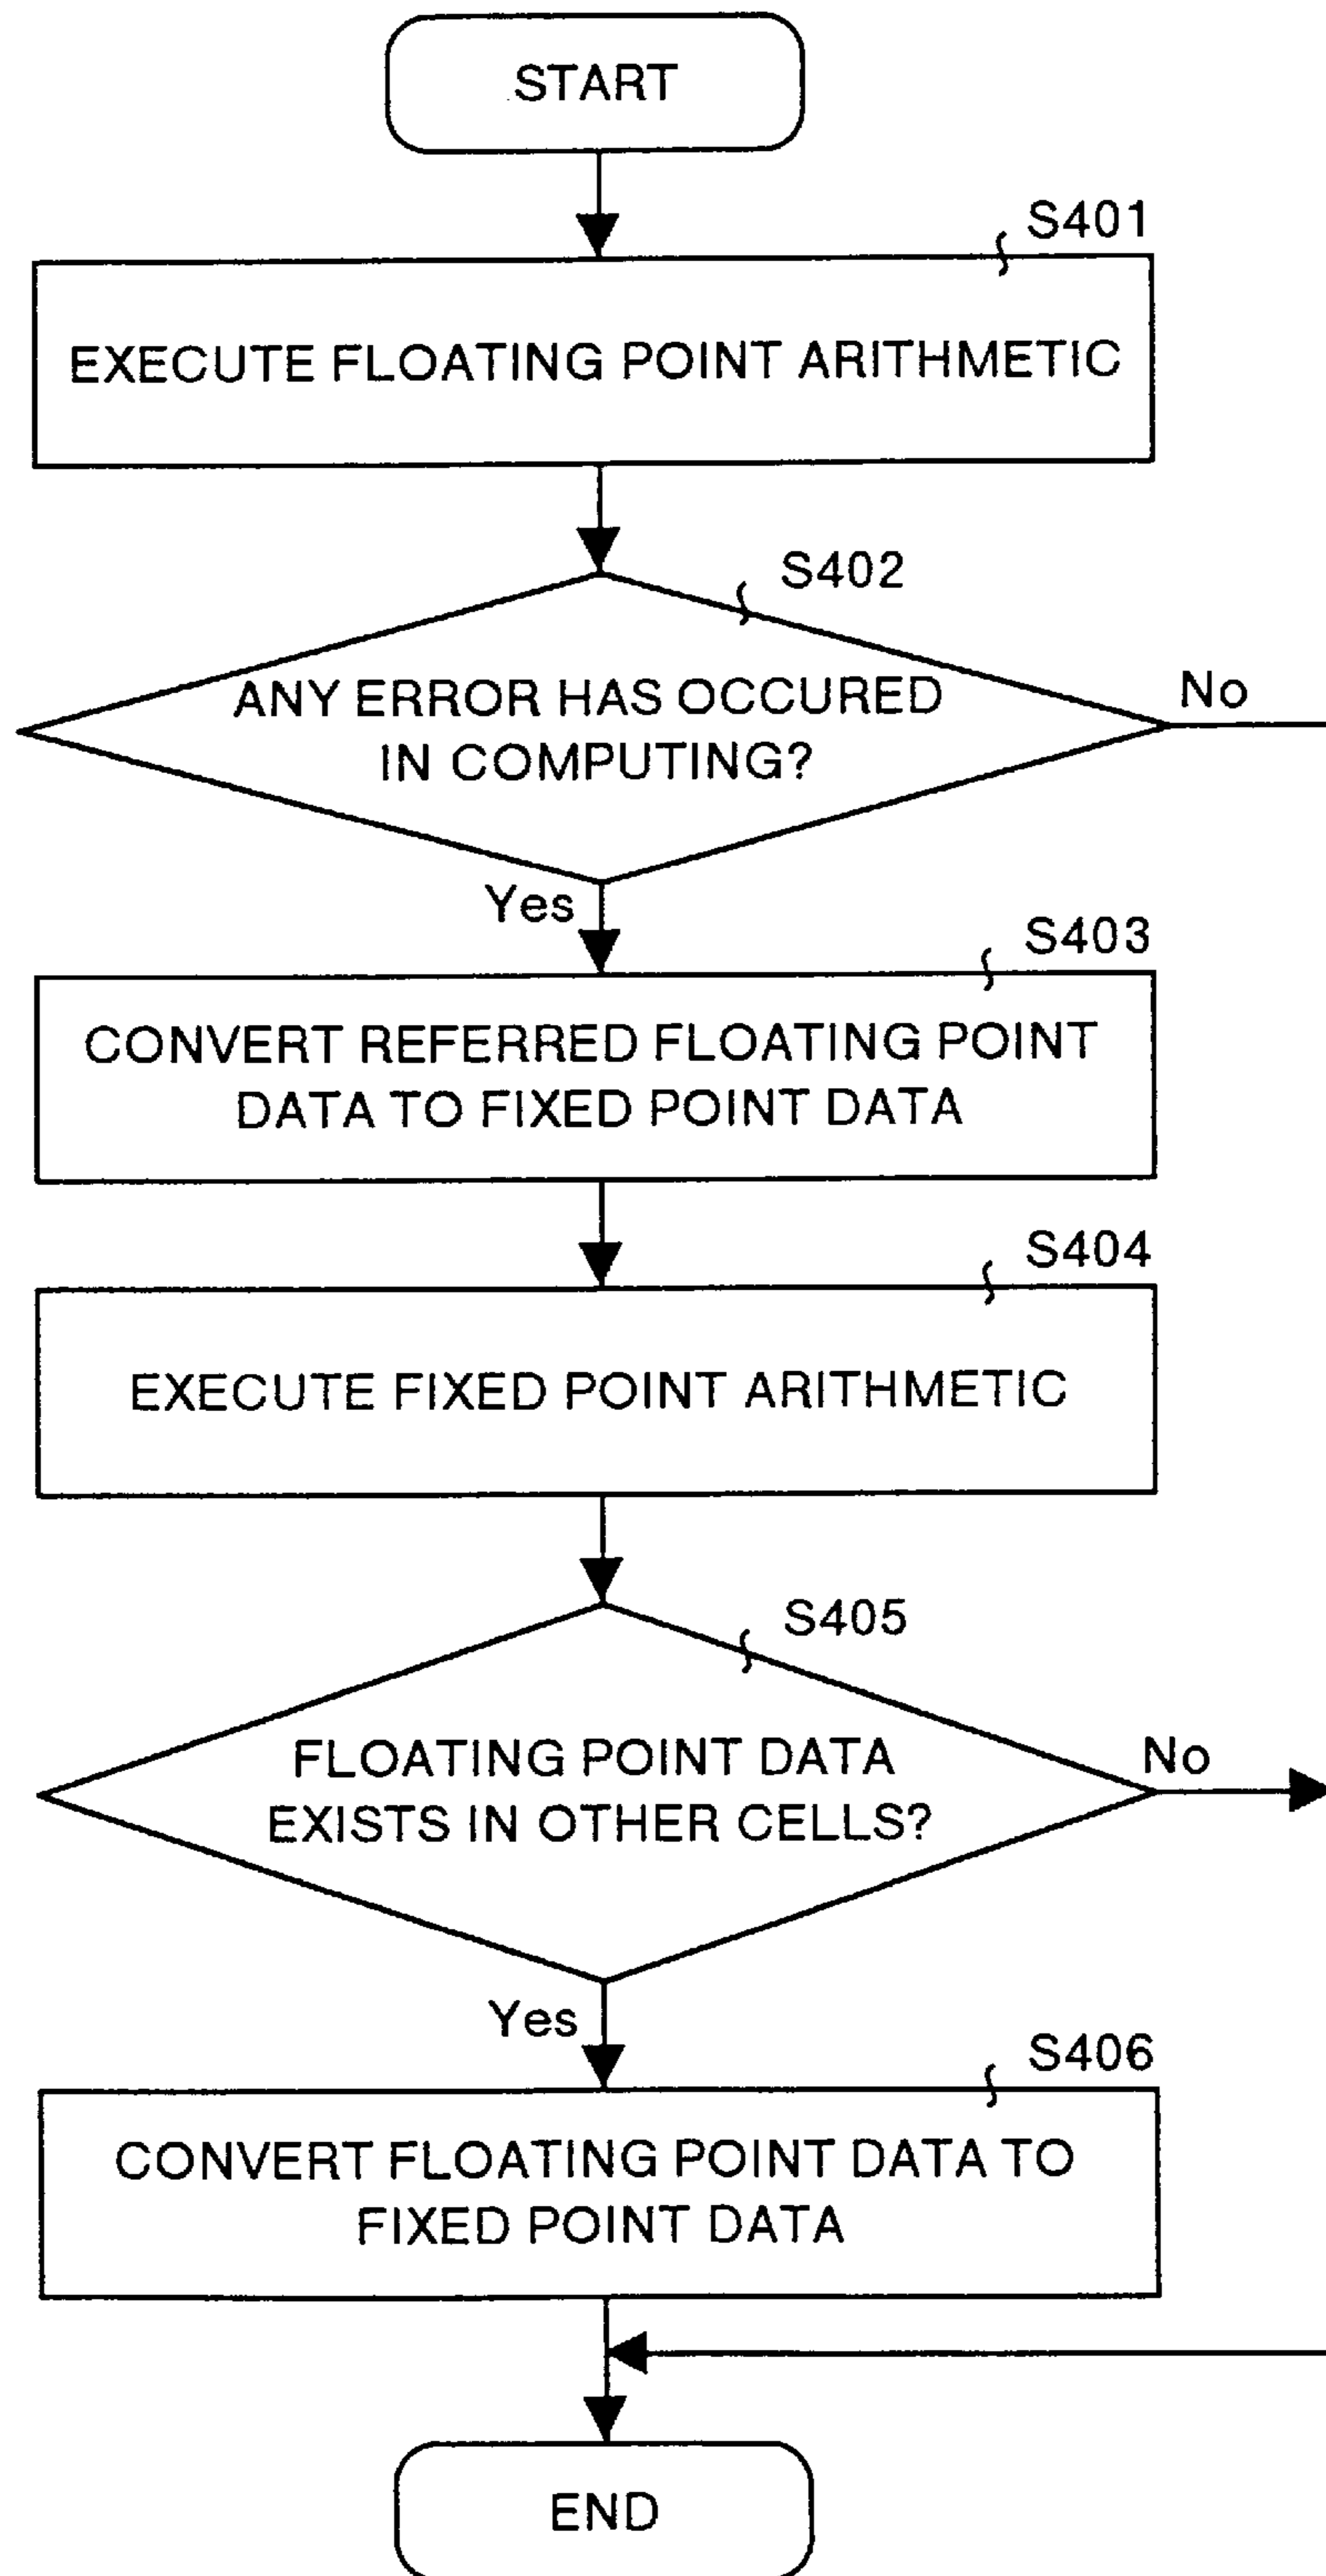 START
S401
EXECUTE FLOATING POINT ARITHMETIC
S402
ANY ERROR HAS OCCURED
IN COMPUTING?
No
Yes
S403
CONVERT REFERRED FLOATING POINT
DATA TO FIXED POINT DATA
S404
EXECUTE FIXED POINT ARITHMETIC
S405
FLOATING POINT DATA
EXISTS IN OTHER CELLS?
No
Yes
S406
CONVERT FLOATING POINT DATA TO
FIXED POINT DATA
END